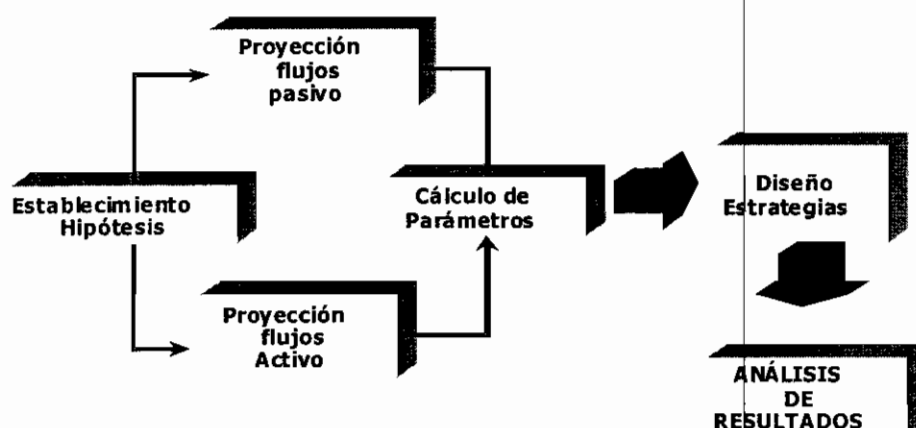 Proyección
flujos
pasivo
Establecimiento
Hipótesis
Cálculo de
Parámetros
Proyección
flujos
Activo
Diseño
Estrategias
ANÁLISIS
DE
RESULTADOS